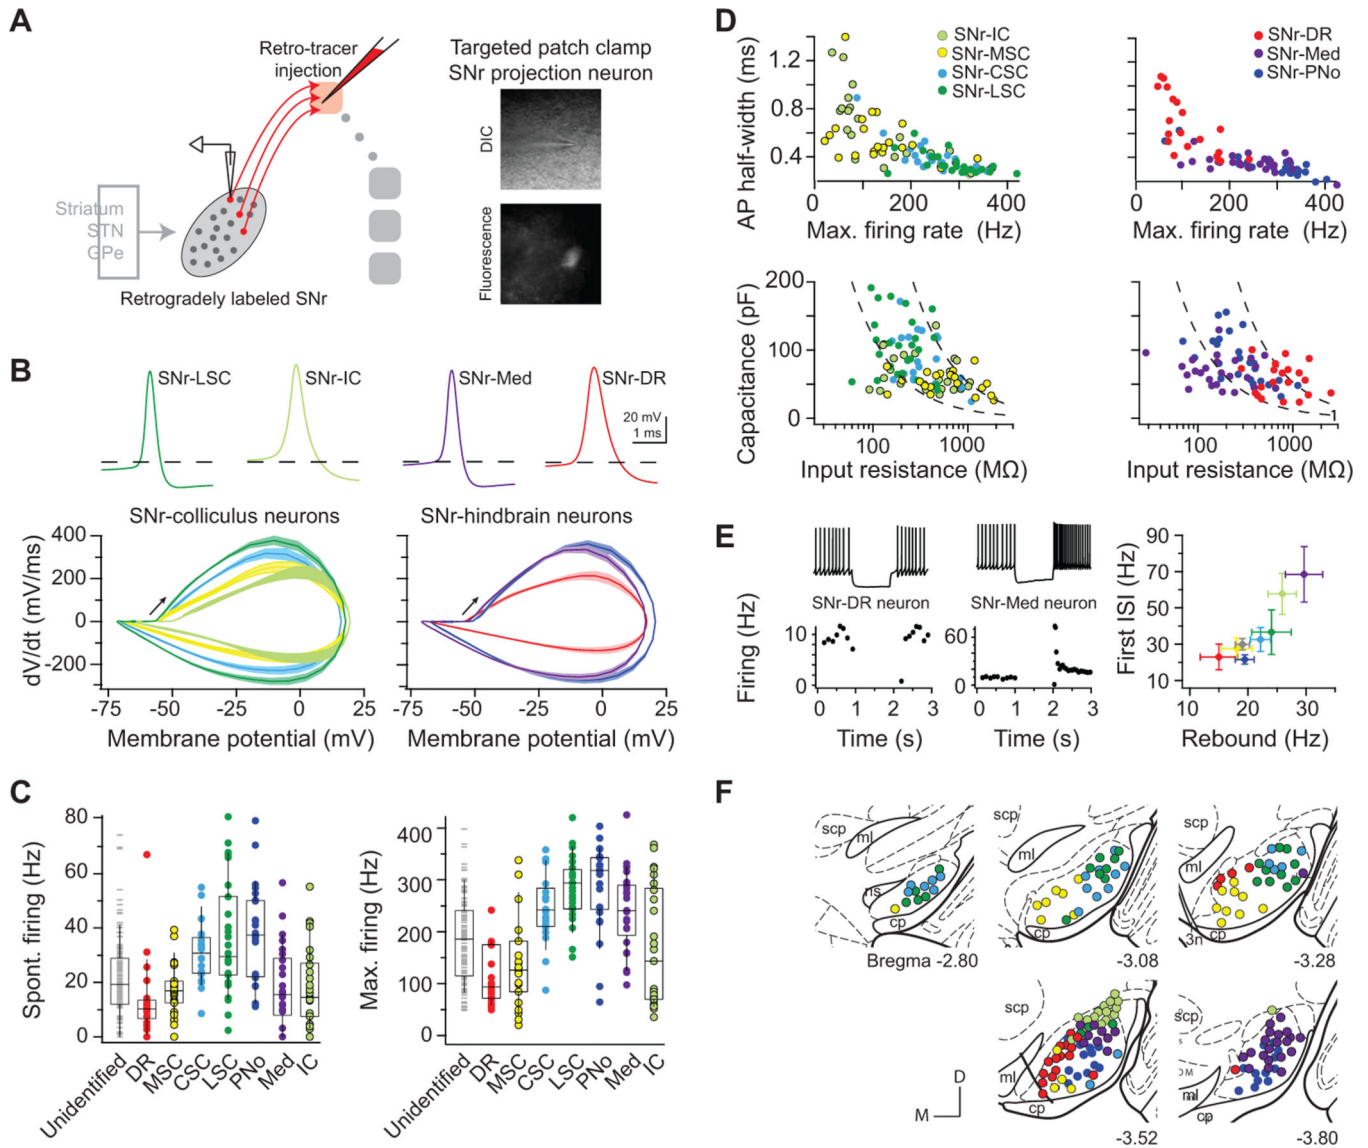 A
Retro-tracer
injection
Striatum
STN
GPe
Retrogradely labeled SNr
Targeted patch clamp
SNr projection neuron
DIC
Fluorescence
B
SNr-LSC
SNr-IC
SNr-Med
SNr-DR
20 mV
1 ms
SNr-colliculus neurons
SNr-hindbrain neurons
dV/dt (mV/ms)
400
200
0
-200
-75
-50
-25
0
25
-75
-50
-25
0
25
Membrane potential (mV)
Membrane potential (mV)
C
Spont. firing (Hz)
80
60
40
20
0
Unidentified
DR
MSC
CSC
LSC
PNo
Med
IC
Max. firing (Hz)
400
300
200
100
0
Unidentified
DR
MSC
CSC
LSC
PNo
Med
IC
D
AP half-width (ms)
1.2
0.8
0.4
SNr-IC
SNr-MSC
SNr-CSC
SNr-LSC
0
200
400
Max. firing rate (Hz)
SNr-DR
SNr-Med
SNr-PNo
0
200
400
Max. firing rate (Hz)
Capacitance (pF)
200
100
0
100
1000
Input resistance (MΩ)
100
1000
1
Input resistance (MΩ)
E
SNr-DR neuron
SNr-Med neuron
Firing (Hz)
10
0
0
1
2
3
Time (s)
60
0
0
1
2
3
Time (s)
First ISI (Hz)
90
70
50
30
10
10
20
30
Rebound (Hz)
F
scp
ml
ns
cp
Bregma -2.80
scp
ml
cp
-3.08
scp
ml
cp
3n
-3.28
scp
ml
cp
-3.52
scp
ml
cp
-3.80
D
M